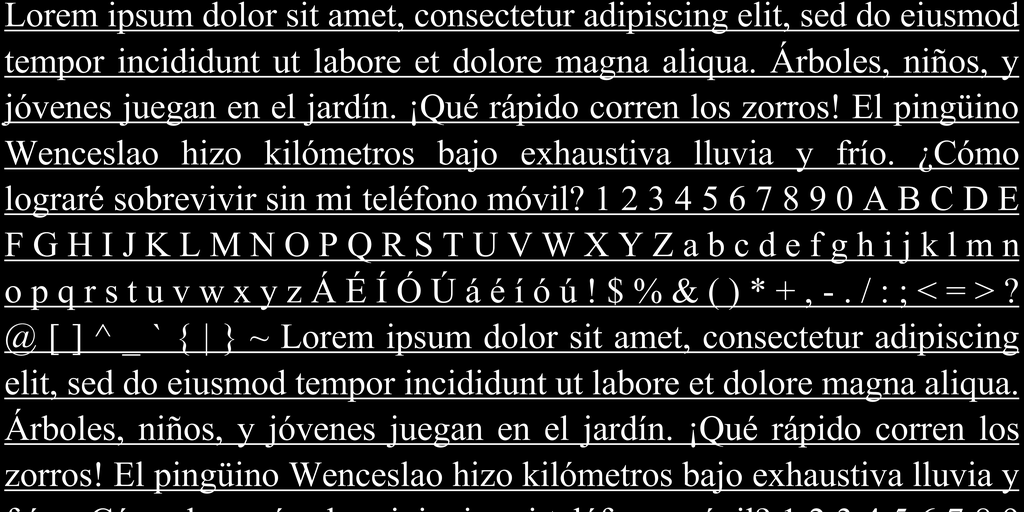 Lorem ipsum dolor sit amet, consectetur adipiscing elit, sed do eiusmod
tempor incididunt ut labore et dolore magna aliqua. Árboles, niños, y
jóvenes juegan en el jardín. ¡Qué rápido corren los zorros! El pingüino
Wenceslao hizo kilómetros bajo exhaustiva lluvia y frío. ¿Cómo
lograré sobrevivir sin mi teléfono móvil? 1 2 3 4 5 6 7 8 9 0 A B C D E
F G H I J K L M N O P Q R S T U V W X Y Z a b c d e f g h i j k l m n
o p q r s t u v w x y z Á É Í Ó Ú á é í ó ú ! $ % & ( ) * + , - . / : ; < = > ?
@ [ ] ^ _ ` { | } ~ Lorem ipsum dolor sit amet, consectetur adipiscing
elit, sed do eiusmod tempor incididunt ut labore et dolore magna aliqua.
Árboles, niños, y jóvenes juegan en el jardín. ¡Qué rápido corren los
zorros! El pingüino Wenceslao hizo kilómetros bajo exhaustiva lluvia y